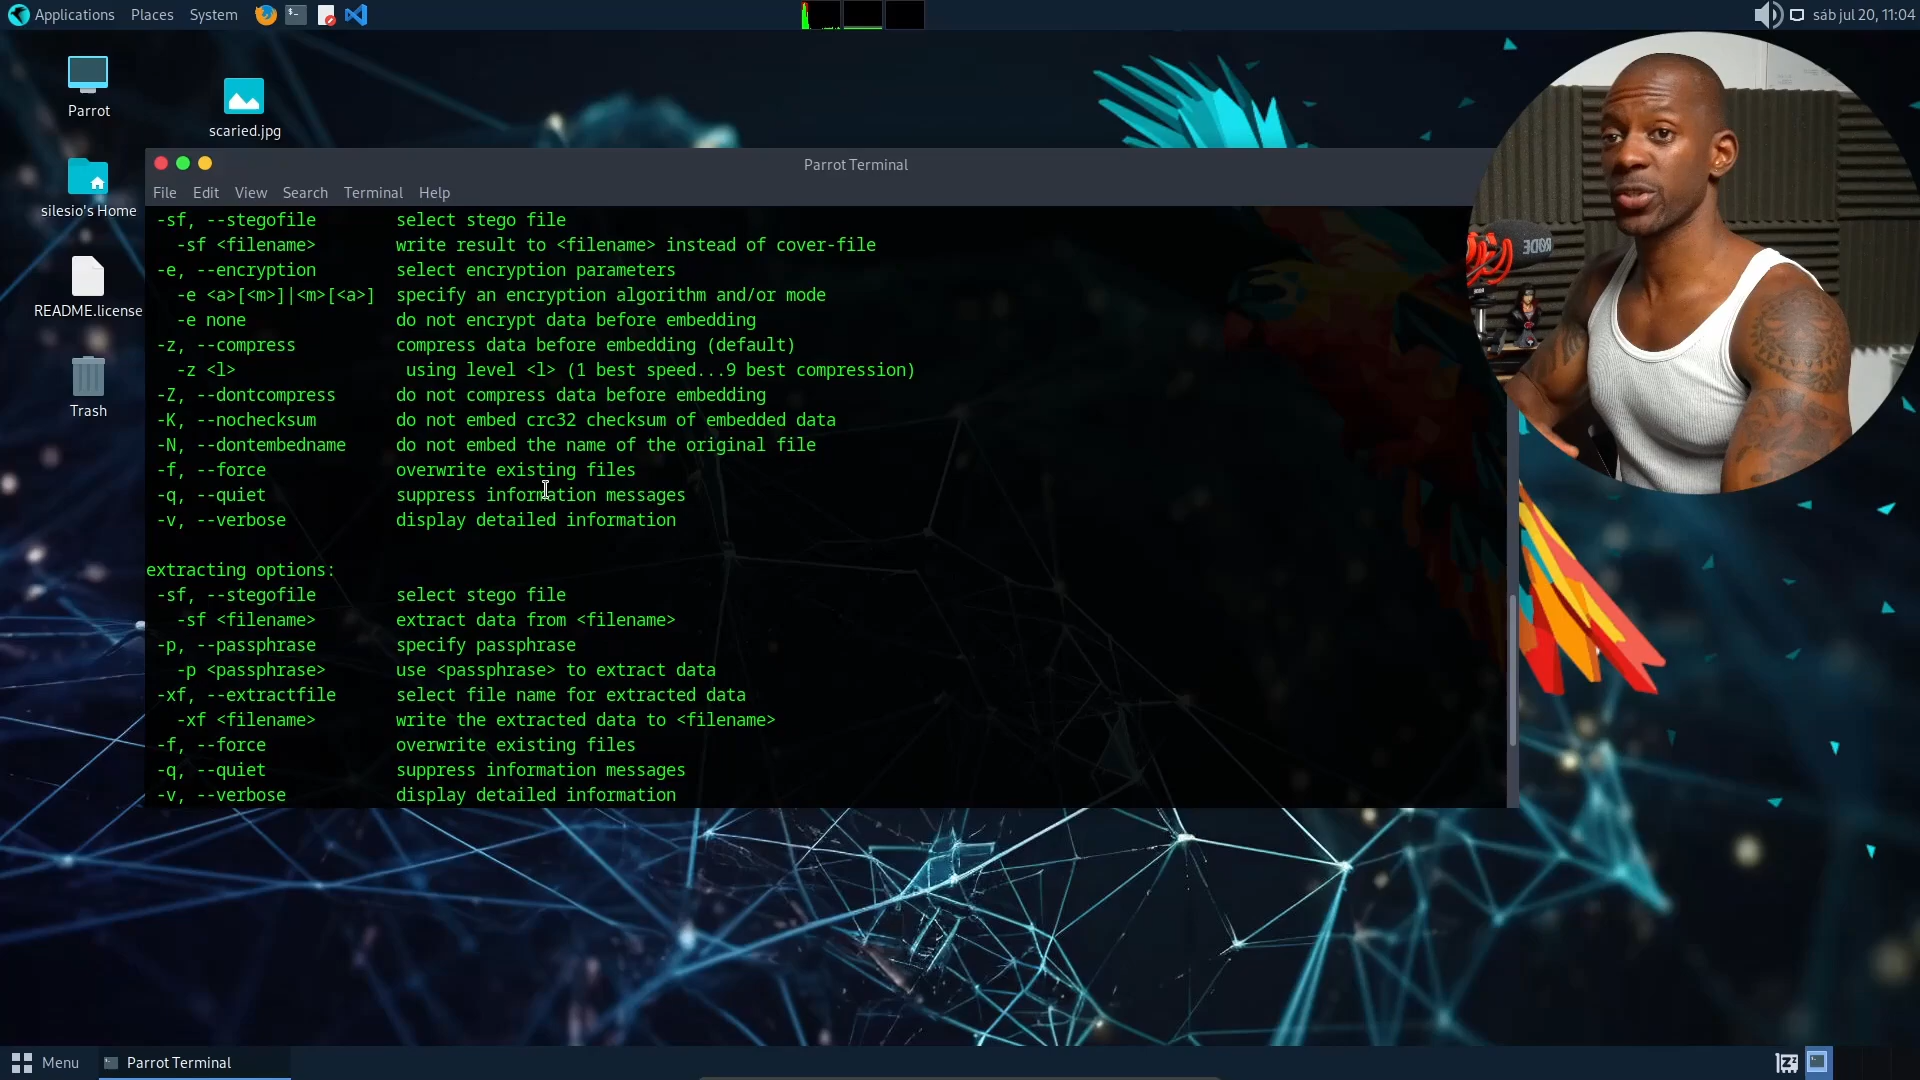 Applications Places System sáb jul 20, 11:04
Parrot
scaried.jpg
silesio's Home
README.license
Trash
Parrot Terminal
File Edit View Search Terminal Help
-sf, --stegofile select stego file
-sf <filename> write result to <filename> instead of cover-file
-e, --encryption select encryption parameters
-e <a>[<m>]|<m>[<a>] specify an encryption algorithm and/or mode
-e none do not encrypt data before embedding
-z, --compress compress data before embedding (default)
-z <l> using level <l> (1 best speed...9 best compression)
-Z, --dontcompress do not compress data before embedding
-K, --nochecksum do not embed crc32 checksum of embedded data
-N, --dontembedname do not embed the name of the original file
-f, --force overwrite existing files
-q, --quiet suppress information messages
-v, --verbose display detailed information
extracting options:
-sf, --stegofile select stego file
-sf <filename> extract data from <filename>
-p, --passphrase specify passphrase
-p <passphrase> use <passphrase> to extract data
-xf, --extractfile select file name for extracted data
-xf <filename> write the extracted data to <filename>
-f, --force overwrite existing files
-q, --quiet suppress information messages
-v, --verbose display detailed information
RØDE
Menu Parrot Terminal